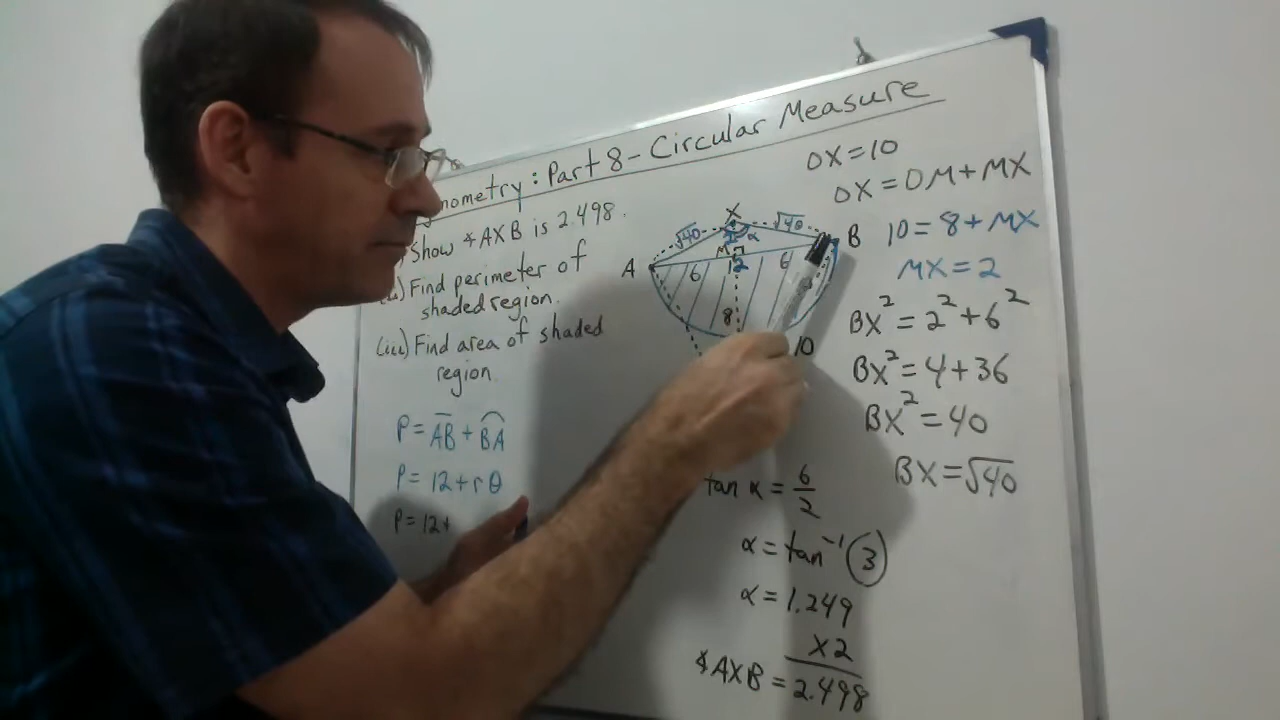 : Part 8 - Circular Measure
Show ∡AXB is 2.498.
Find perimeter of
shaded region.
(iii) Find area of shaded
region.
P = AB + BA
P = 12 + rθ
P = 12 +
X
√40
√40
α
A
B
M
6
12
6
8
10
OX = 10
OX = OM + MX
10 = 8 + MX
MX = 2
BX² = 2² + 6²
BX² = 4 + 36
BX² = 40
BX = √40
tan α = 6/2
α = tan⁻¹ (3)
α = 1.249
x 2
∡AXB = 2.498